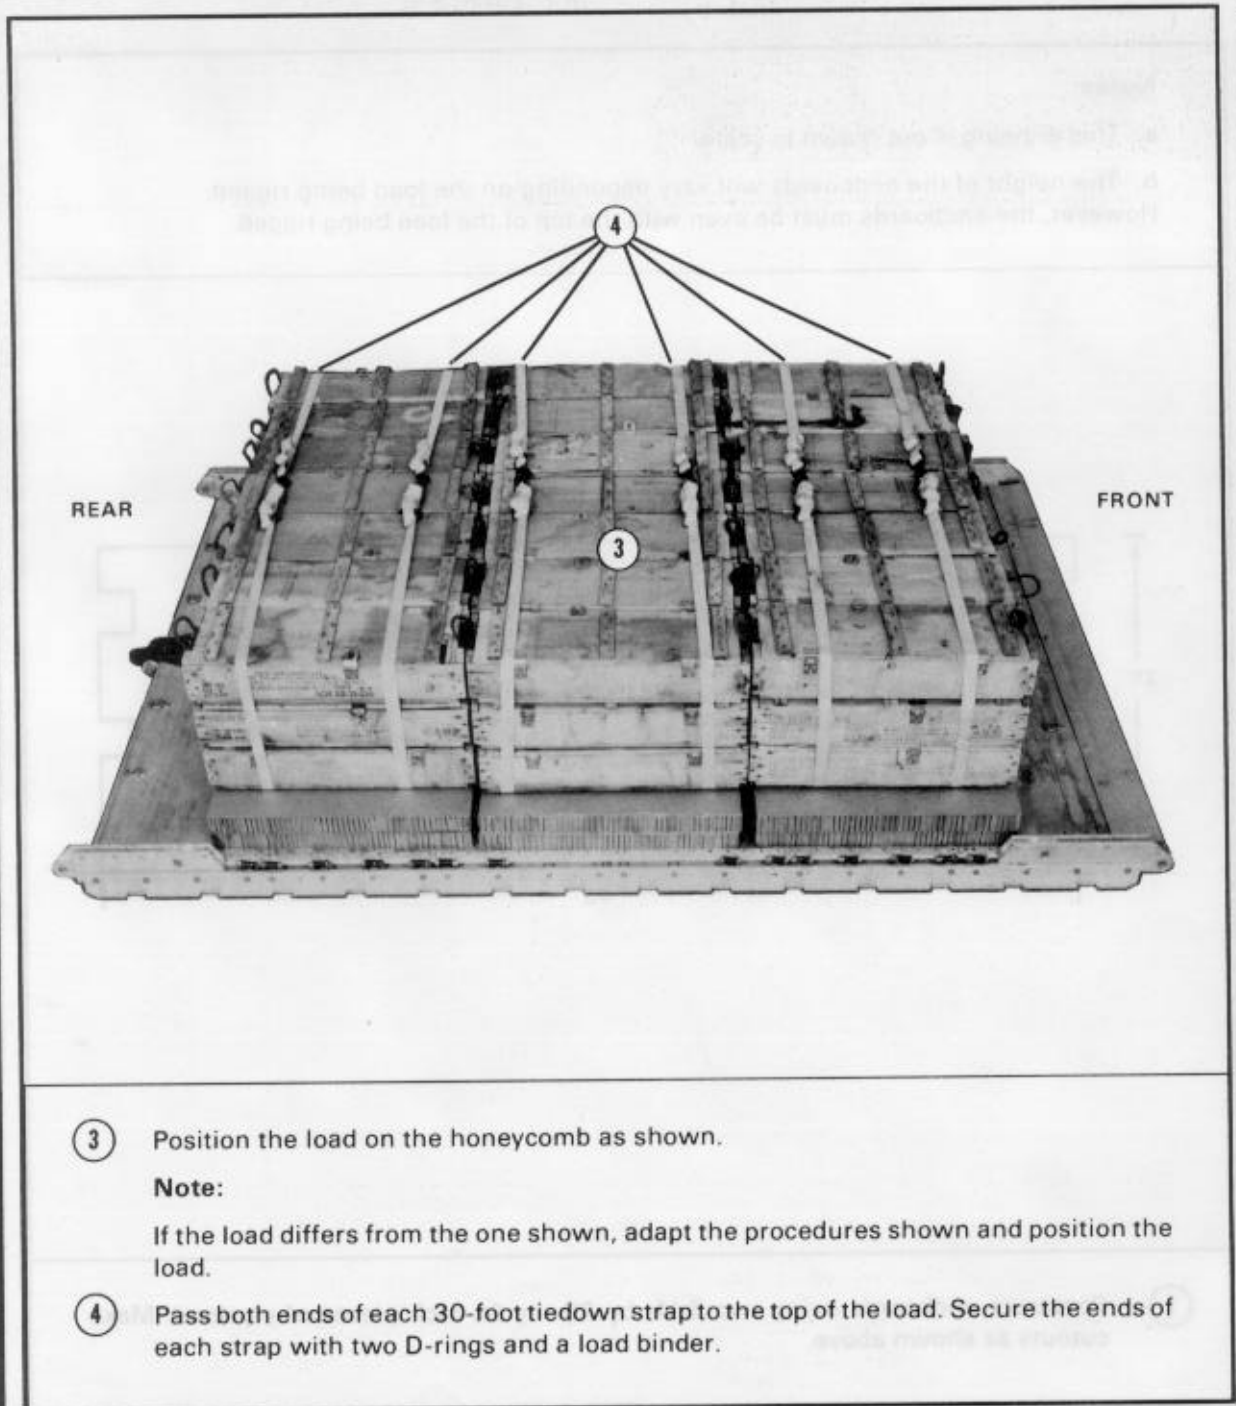 4
REAR
FRONT
3
3 Position the load on the honeycomb as shown.
Note:
If the load differs from the one shown, adapt the procedures shown and position the
load.
4 Pass both ends of each 30-foot tiedown strap to the top of the load. Secure the ends of
each strap with two D-rings and a load binder.